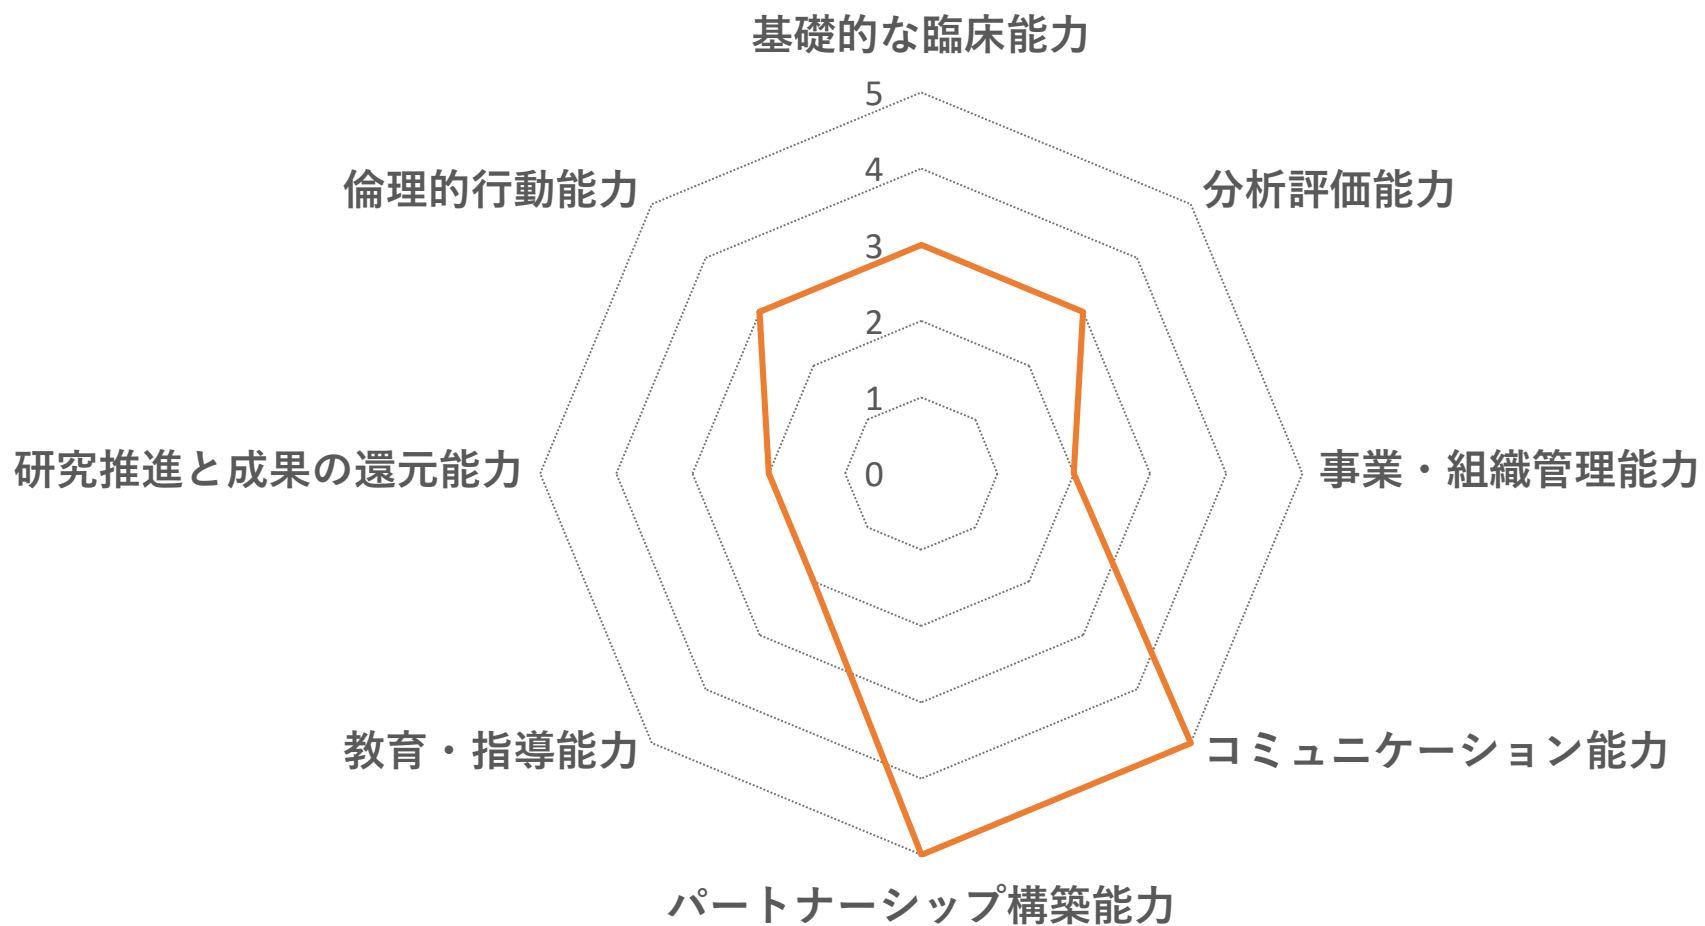 基礎的な臨床能力
5
倫理的行動能力
4
分析評価能力
3
2
1
研究推進と成果の還元能力
0
事業・組織管理能力
教育・指導能力
コミュニケーション能力
パートナーシップ構築能力